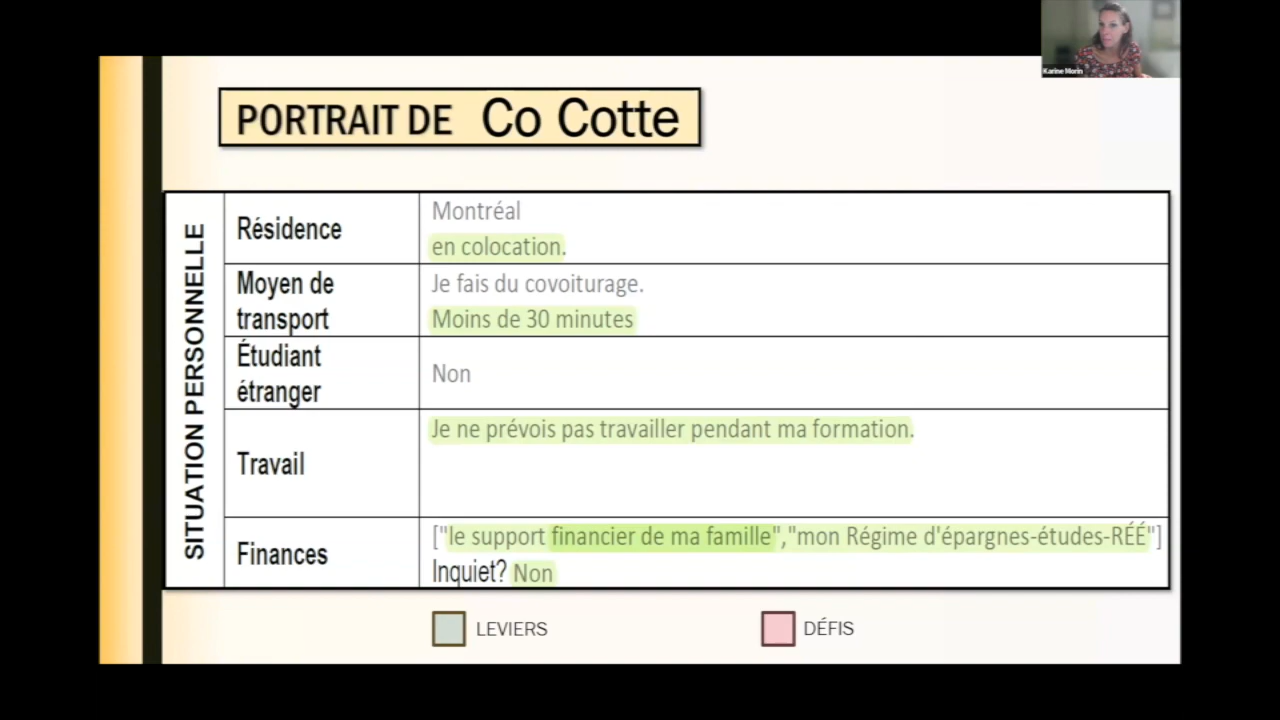 Karine Morin
PORTRAIT DE Co Cotte
SITUATION PERSONNELLE
Résidence
Montréal
en colocation.
Moyen de
transport
Je fais du covoiturage.
Moins de 30 minutes
Étudiant
étranger
Non
Travail
Je ne prévois pas travailler pendant ma formation.
Finances
["le support financier de ma famille","mon Régime d'épargnes-études-RÉÉ"]
Inquiet? Non
LEVIERS
DÉFIS